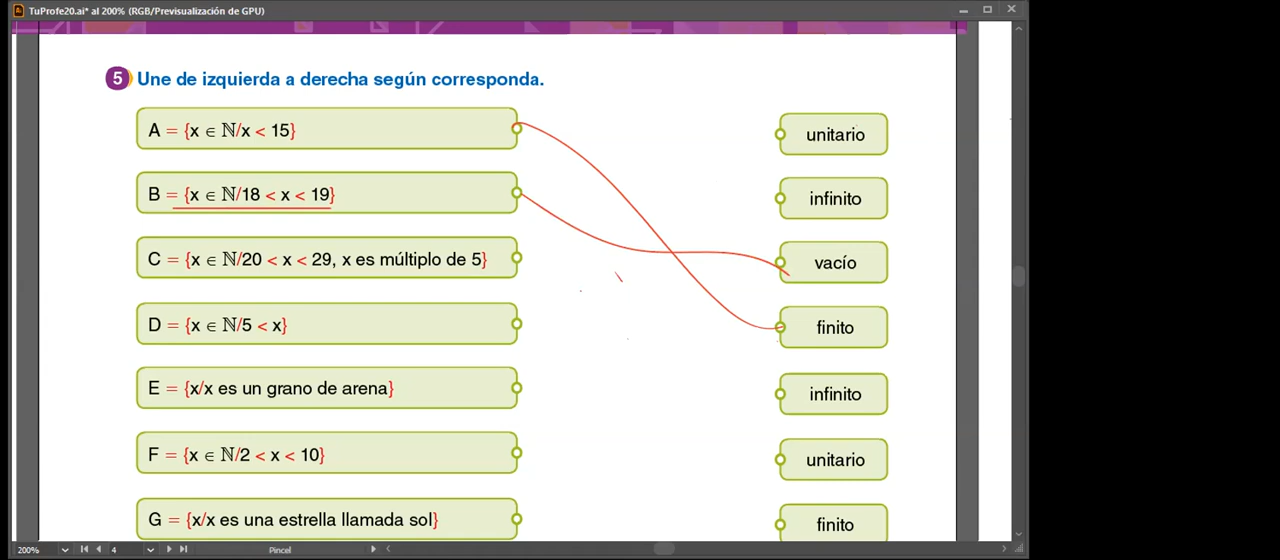 TuProfe20.ai* al 200% (RGB/Previsualización de GPU)
5 Une de izquierda a derecha según corresponda.
A = {x ∈ ℕ/x < 15}
unitario
B = {x ∈ ℕ/18 < x < 19}
infinito
C = {x ∈ ℕ/20 < x < 29, x es múltiplo de 5}
vacío
D = {x ∈ ℕ/5 < x}
finito
E = {x/x es un grano de arena}
infinito
F = {x ∈ ℕ/2 < x < 10}
unitario
G = {x/x es una estrella llamada sol}
finito
200% 4 Pincel